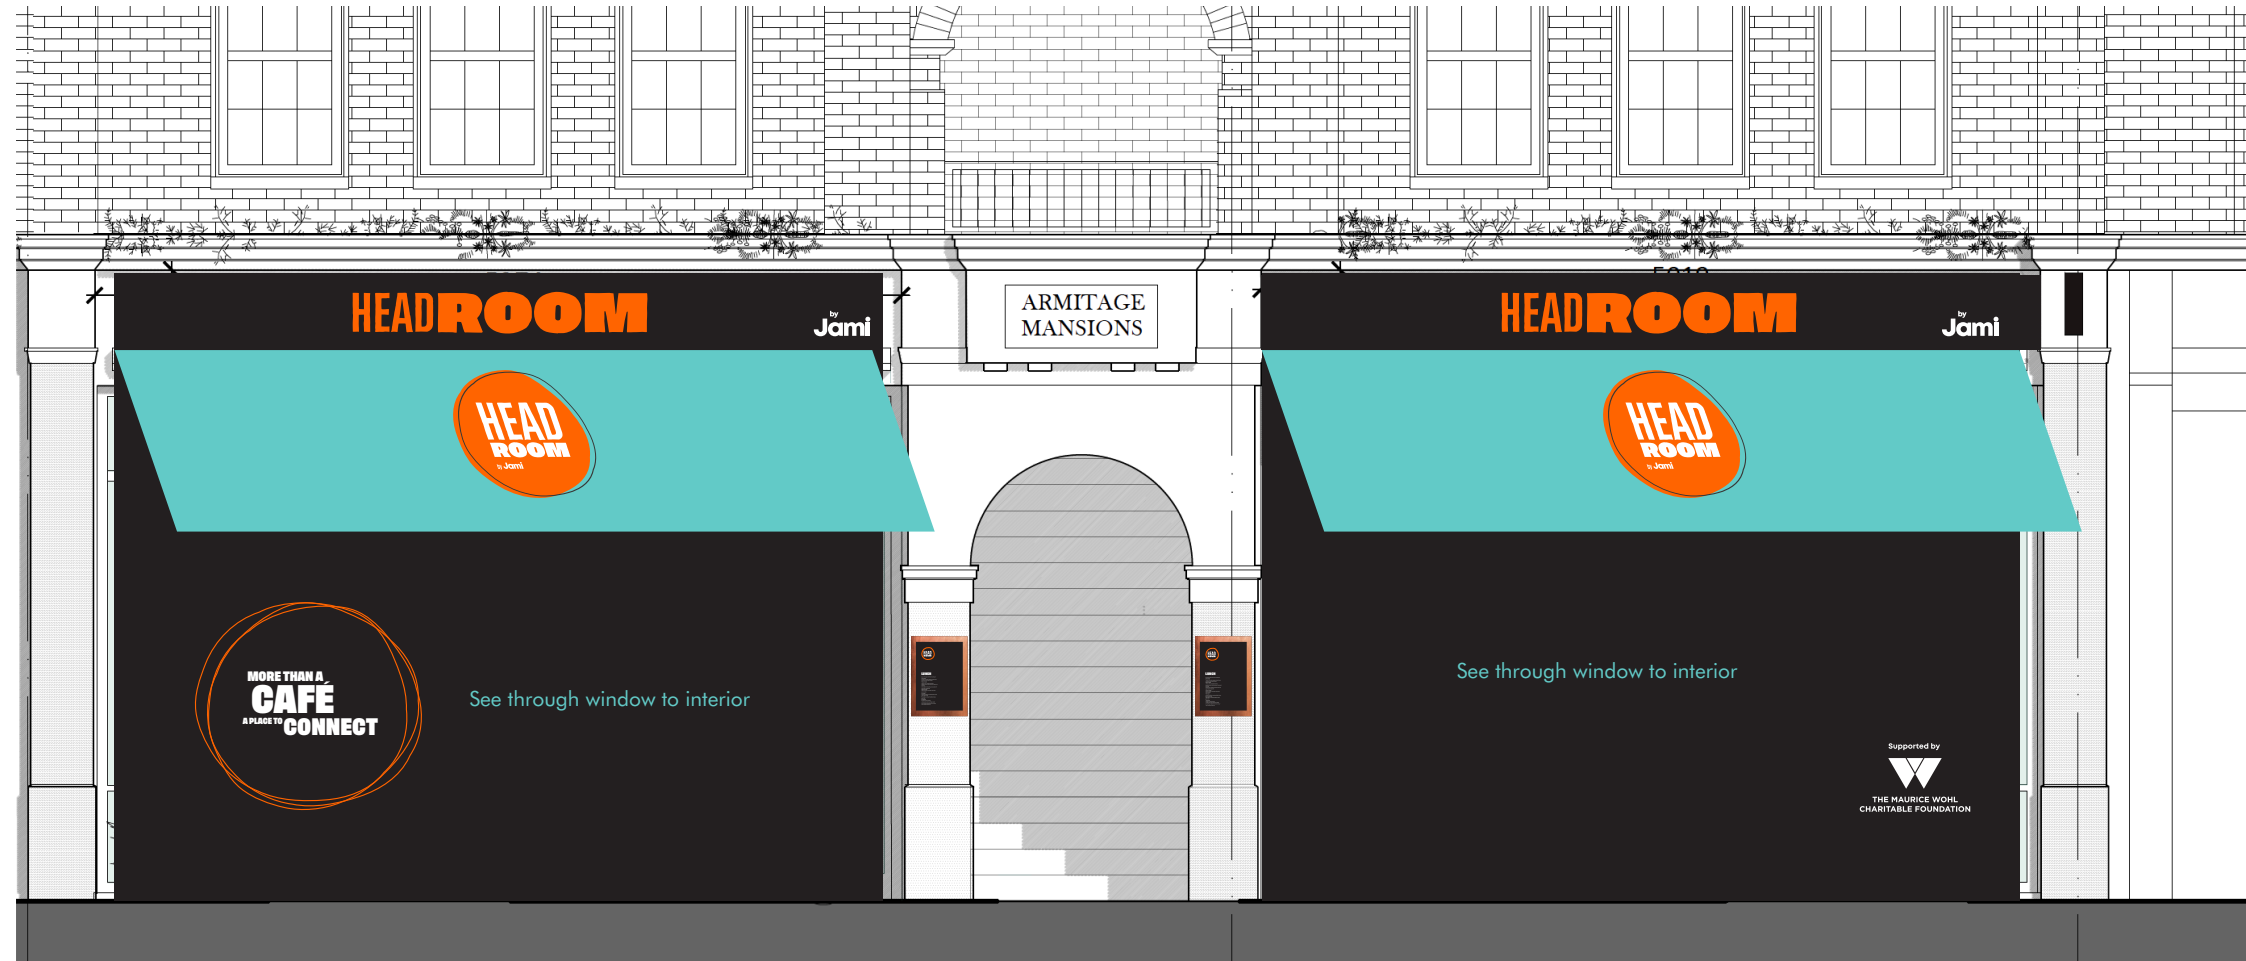 HEADROOM
by
Jami
ARMITAGE
MANSIONS
HEADROOM
by
Jami
HEAD
ROOM
by Jami
HEAD
ROOM
by Jami
MORE THAN A
CAFÉ
A PLACE TO CONNECT
See through window to interior
See through window to interior
Supported by
THE MAURICE WOHL
CHARITABLE FOUNDATION